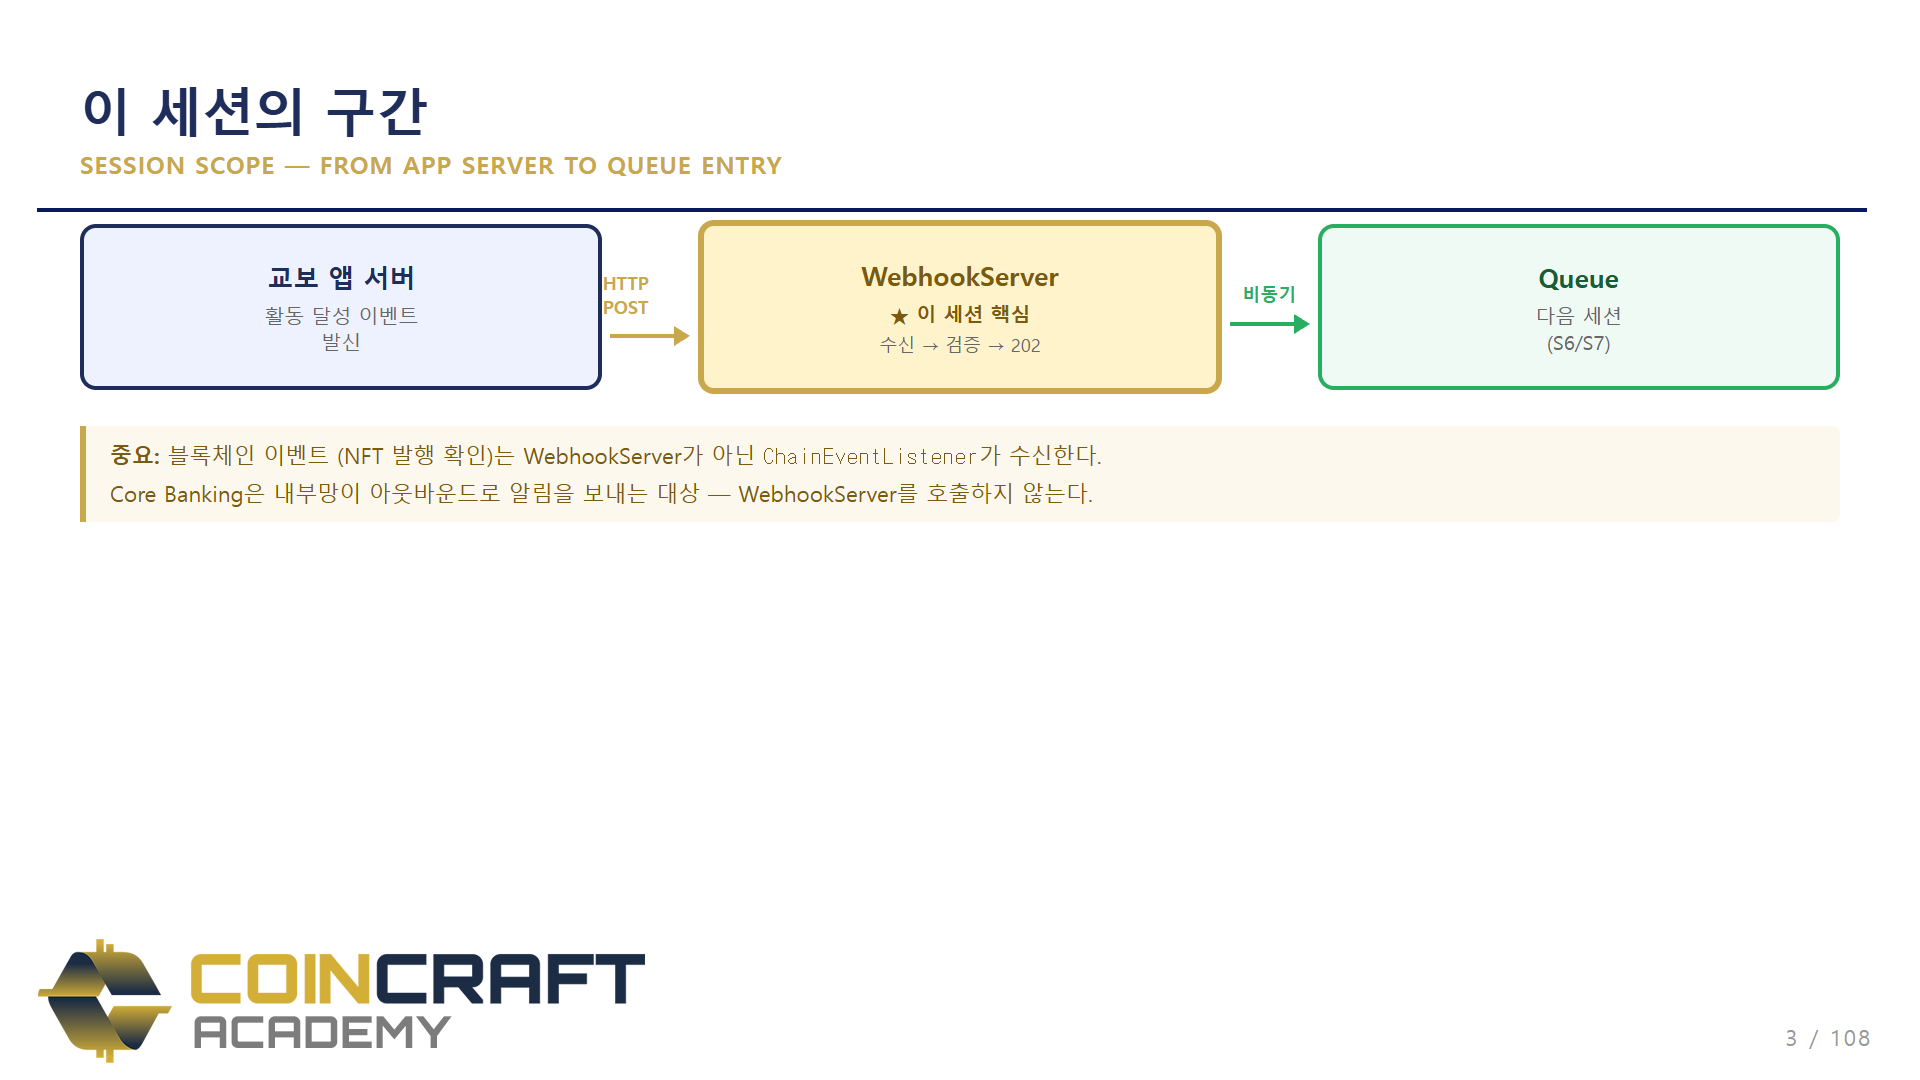 이 세션의 구간
SESSION SCOPE — FROM APP SERVER TO QUEUE ENTRY
교보 앱 서버
활동 달성 이벤트
발신
HTTP
POST
WebhookServer
★ 이 세션 핵심
수신 → 검증 → 202
비동기
Queue
다음 세션
(S6/S7)
중요: 블록체인 이벤트 (NFT 발행 확인)는 WebhookServer가 아닌 ChainEventListener가 수신한다.
Core Banking은 내부망이 아웃바운드로 알림을 보내는 대상 — WebhookServer를 호출하지 않는다.
COINCRAFT
ACADEMY
3 / 108